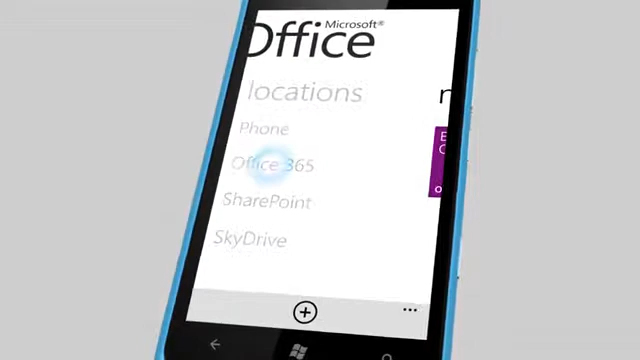 Microsoft®
Office
locations
Phone
Office 365
SharePoint
SkyDrive